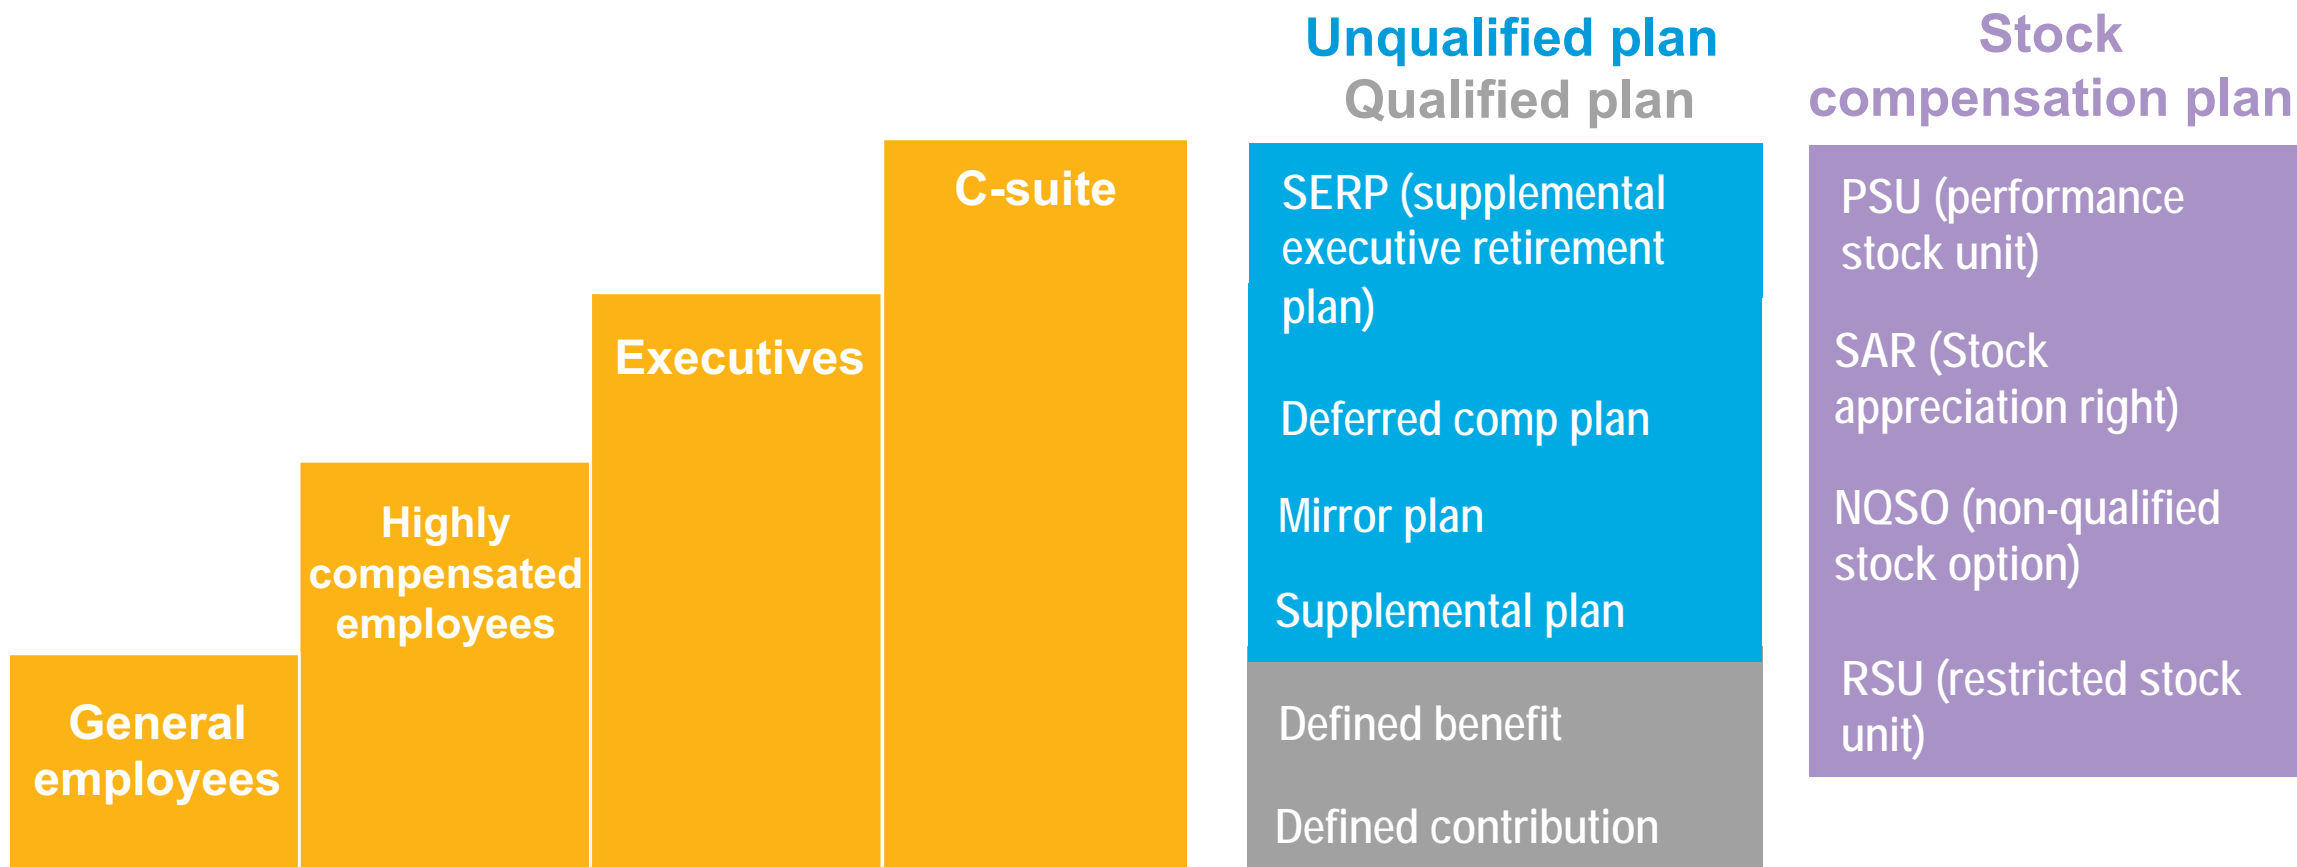 General
employees
Highly
compensated
employees
Executives
C-suite
Unqualified plan
Qualified plan
SERP (supplemental
executive retirement
plan)
Deferred comp plan
Mirror plan
Supplemental plan
Defined benefit
Defined contribution
Stock
compensation plan
PSU (performance
stock unit)
SAR (Stock
appreciation right)
NQSO (non-qualified
stock option)
RSU (restricted stock
unit)